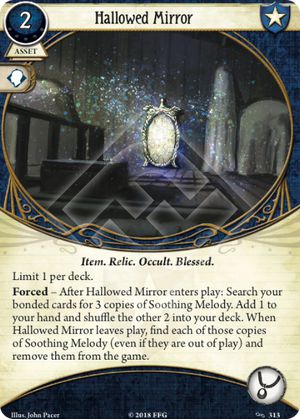 Hallowed Mirror
2
ASSET
Item. Relic. Occult. Blessed.
Limit 1 per deck.
Forced – After Hallowed Mirror enters play: Search your
bonded cards for 3 copies of Soothing Melody. Add 1 to
your hand and shuffle the other 2 into your deck. When
Hallowed Mirror leaves play, find each of those copies
of Soothing Melody (even if they are out of play) and
remove them from the game.
Illus. John Pacer
© 2018 FFG
313